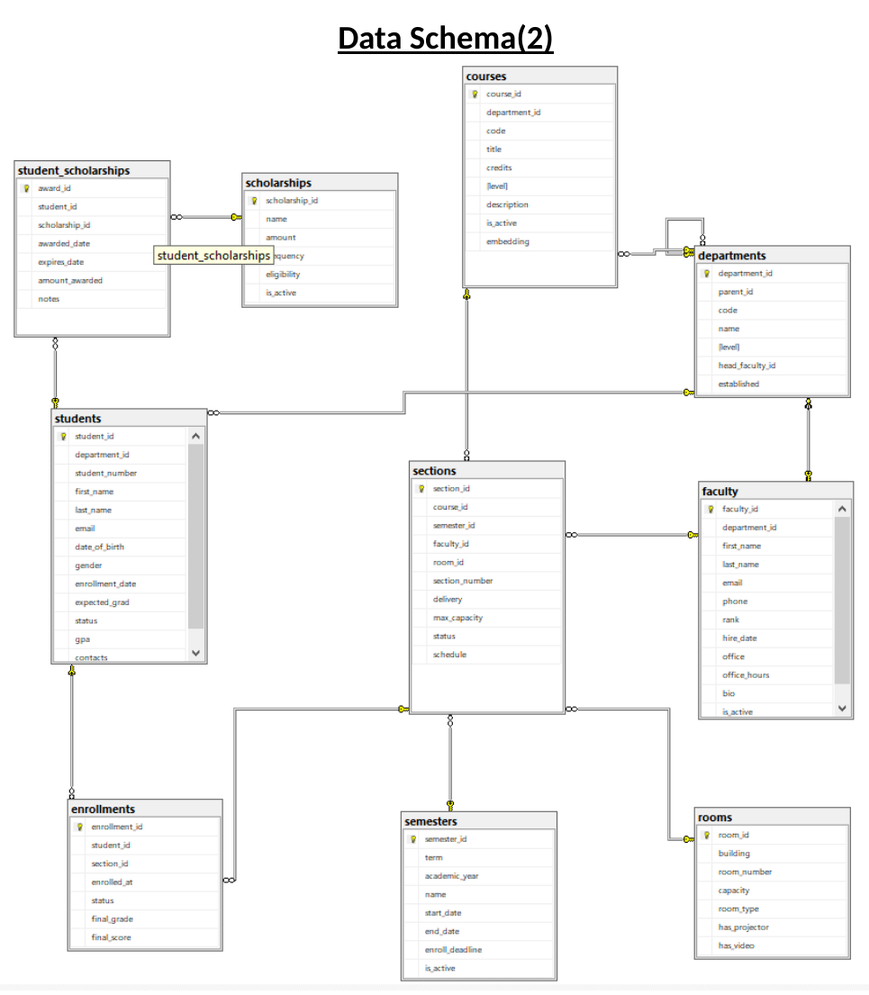 Data Schema(2)
courses
course_id
department_id
code
title
credits
[level]
description
is_active
embedding
student_scholarships
award_id
student_id
scholarship_id
awarded_date
expires_date
amount_awarded
notes
scholarships
scholarship_id
name
amount
equency
eligibility
is_active
student_scholarships
departments
department_id
parent_id
code
name
[level]
head_faculty_id
established
students
student_id
department_id
student_number
first_name
last_name
email
date_of_birth
gender
enrollment_date
expected_grad
status
gpa
contacts
sections
section_id
course_id
semester_id
faculty_id
room_id
section_number
delivery
max_capacity
status
schedule
faculty
faculty_id
department_id
first_name
last_name
email
phone
rank
hire_date
office
office_hours
bio
is_active
enrollments
enrollment_id
student_id
section_id
enrolled_at
status
final_grade
final_score
semesters
semester_id
term
academic_year
name
start_date
end_date
enroll_deadline
is_active
rooms
room_id
building
room_number
capacity
room_type
has_projector
has_video